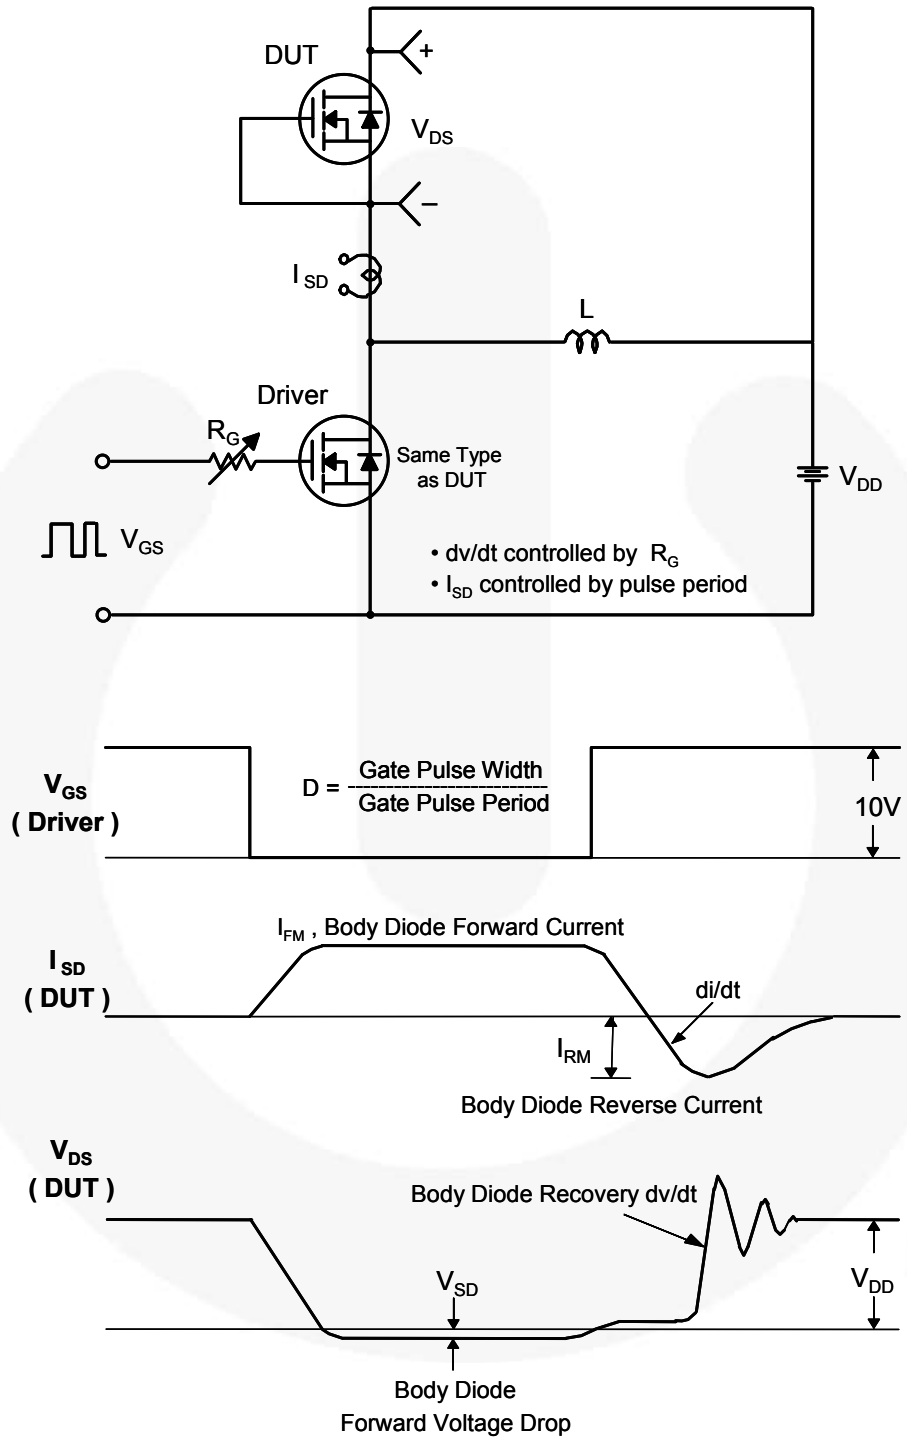 DUT
+
V_DS
−
I_SD
L
Driver
R_G
Same Type
as DUT
V_DD
V_GS
• dv/dt controlled by R_G
• I_SD controlled by pulse period
V_GS
( Driver )
D = Gate Pulse Width
Gate Pulse Period
10V
I_FM , Body Diode Forward Current
I_SD
( DUT )
di/dt
I_RM
Body Diode Reverse Current
V_DS
( DUT )
Body Diode Recovery dv/dt
V_SD
V_DD
Body Diode
Forward Voltage Drop